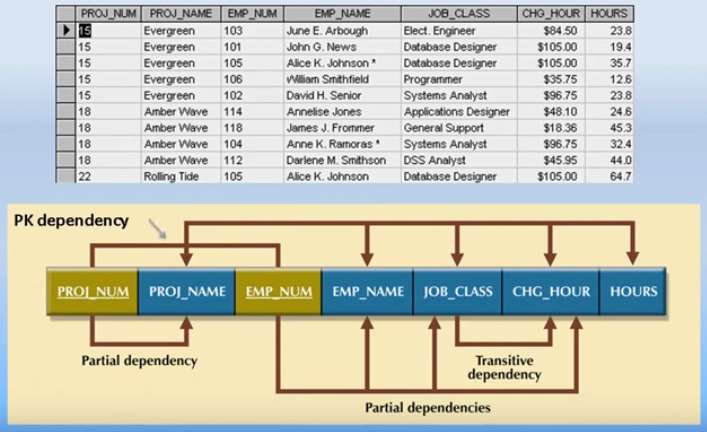 PROJ_NUM PROJ_NAME EMP_NUM EMP_NAME JOB_CLASS CHG_HOUR HOURS
15 Evergreen 103 June E. Arbough Elect. Engineer $84.50 23.8
15 Evergreen 101 John G. News Database Designer $105.00 19.4
15 Evergreen 105 Alice K. Johnson * Database Designer $105.00 35.7
15 Evergreen 106 William Smithfield Programmer $35.75 12.6
15 Evergreen 102 David H. Senior Systems Analyst $96.75 23.8
18 Amber Wave 114 Annelise Jones Applications Designer $48.10 24.6
18 Amber Wave 118 James J. Frommer General Support $18.36 45.3
18 Amber Wave 104 Anne K. Ramoras * Systems Analyst $96.75 32.4
18 Amber Wave 112 Darlene M. Smithson DSS Analyst $45.95 44.0
22 Rolling Tide 105 Alice K. Johnson Database Designer $105.00 64.7
PK dependency
PROJ_NUM PROJ_NAME EMP_NUM EMP_NAME JOB_CLASS CHG_HOUR HOURS
Partial dependency
Transitive
dependency
Partial dependencies